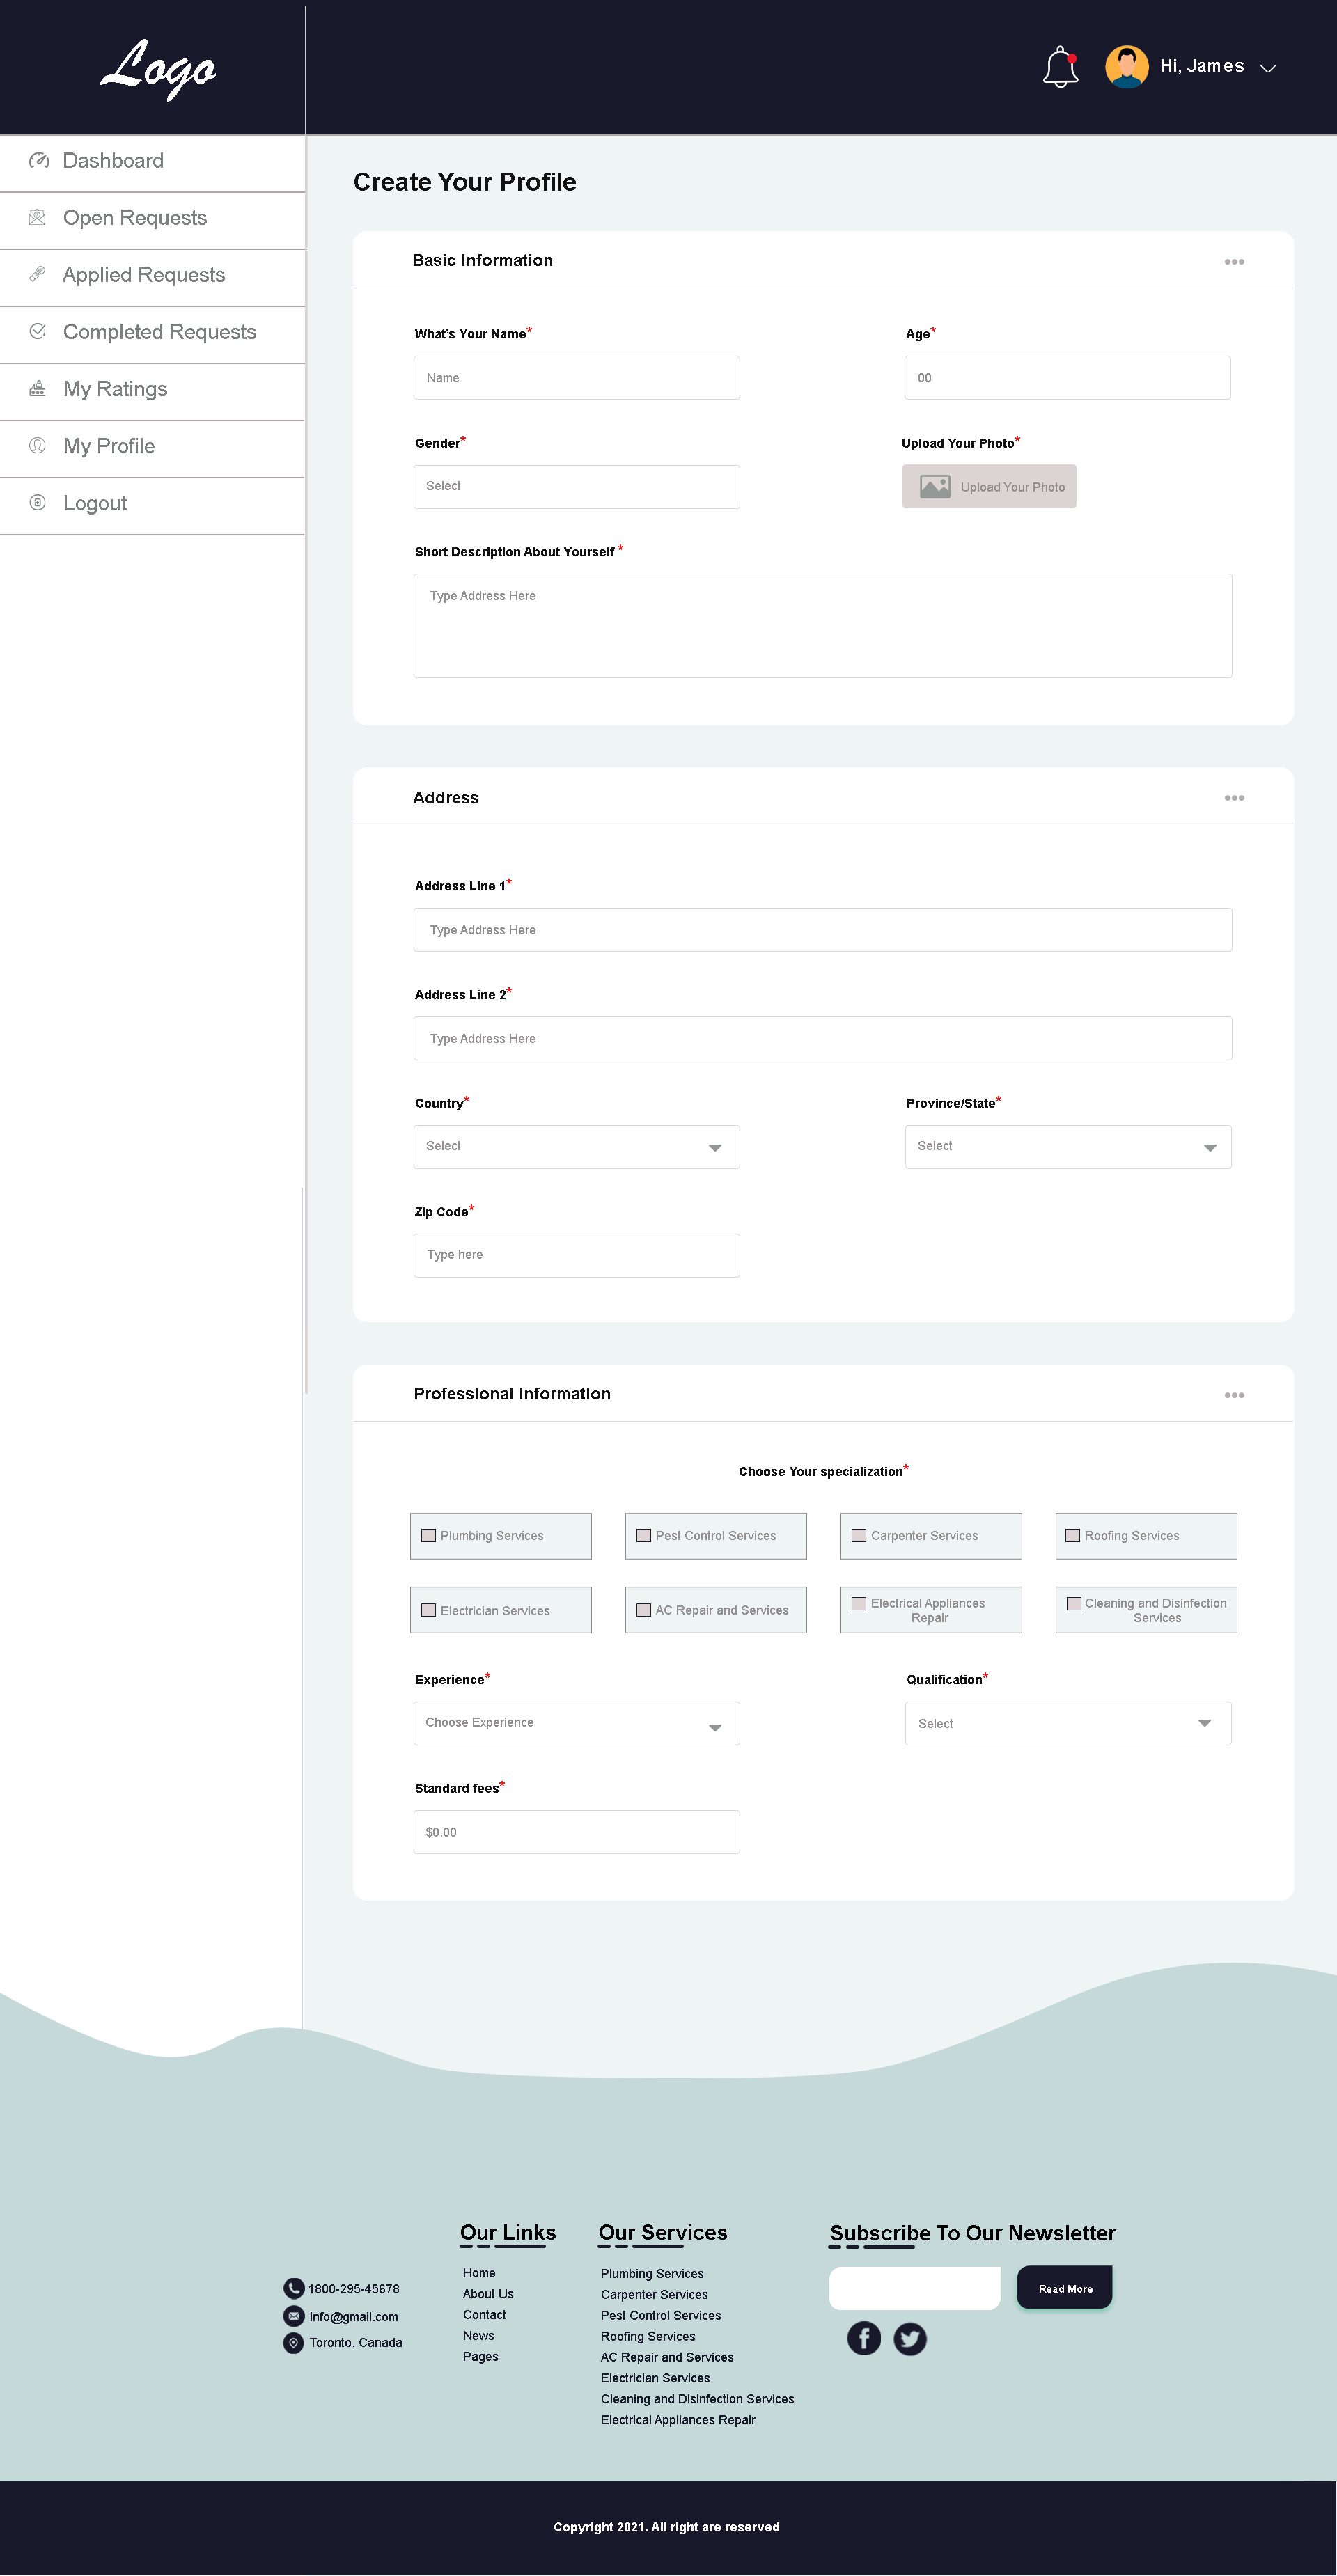 Logo
Hi, James
Dashboard
Open Requests
Applied Requests
Completed Requests
My Ratings
My Profile
Logout
Create Your Profile
Basic Information
What's Your Name*
Age*
Name
00
Gender*
Upload Your Photo*
Select
Upload Your Photo
Short Description About Yourself *
Type Address Here
Address
Address Line 1*
Type Address Here
Address Line 2*
Type Address Here
Country*
Province/State*
Select
Select
Zip Code*
Type here
Professional Information
Choose Your specialization*
Plumbing Services
Pest Control Services
Carpenter Services
Roofing Services
Electrician Services
AC Repair and Services
Electrical Appliances
Repair
Cleaning and Disinfection
Services
Experience*
Qualification*
Choose Experience
Select
Standard fees*
$0.00
1800-295-45678
info@gmail.com
Toronto, Canada
Our Links
Home
About Us
Contact
News
Pages
Our Services
Plumbing Services
Carpenter Services
Pest Control Services
Roofing Services
AC Repair and Services
Electrician Services
Cleaning and Disinfection Services
Electrical Appliances Repair
Subscribe To Our Newsletter
Read More
Copyright 2021. All right are reserved